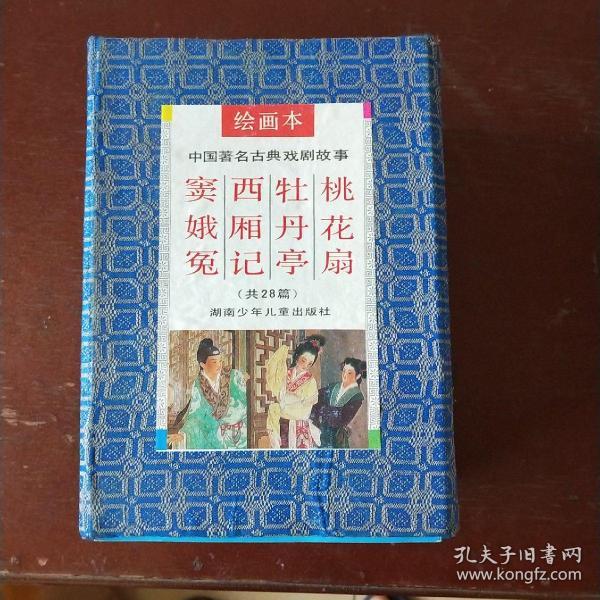 绘画本
中国著名古典戏剧故事
窦娥冤
西厢记
牡丹亭
桃花扇
（共28篇）
湖南少年儿童出版社
孔夫子旧书网
www.kongfz.com